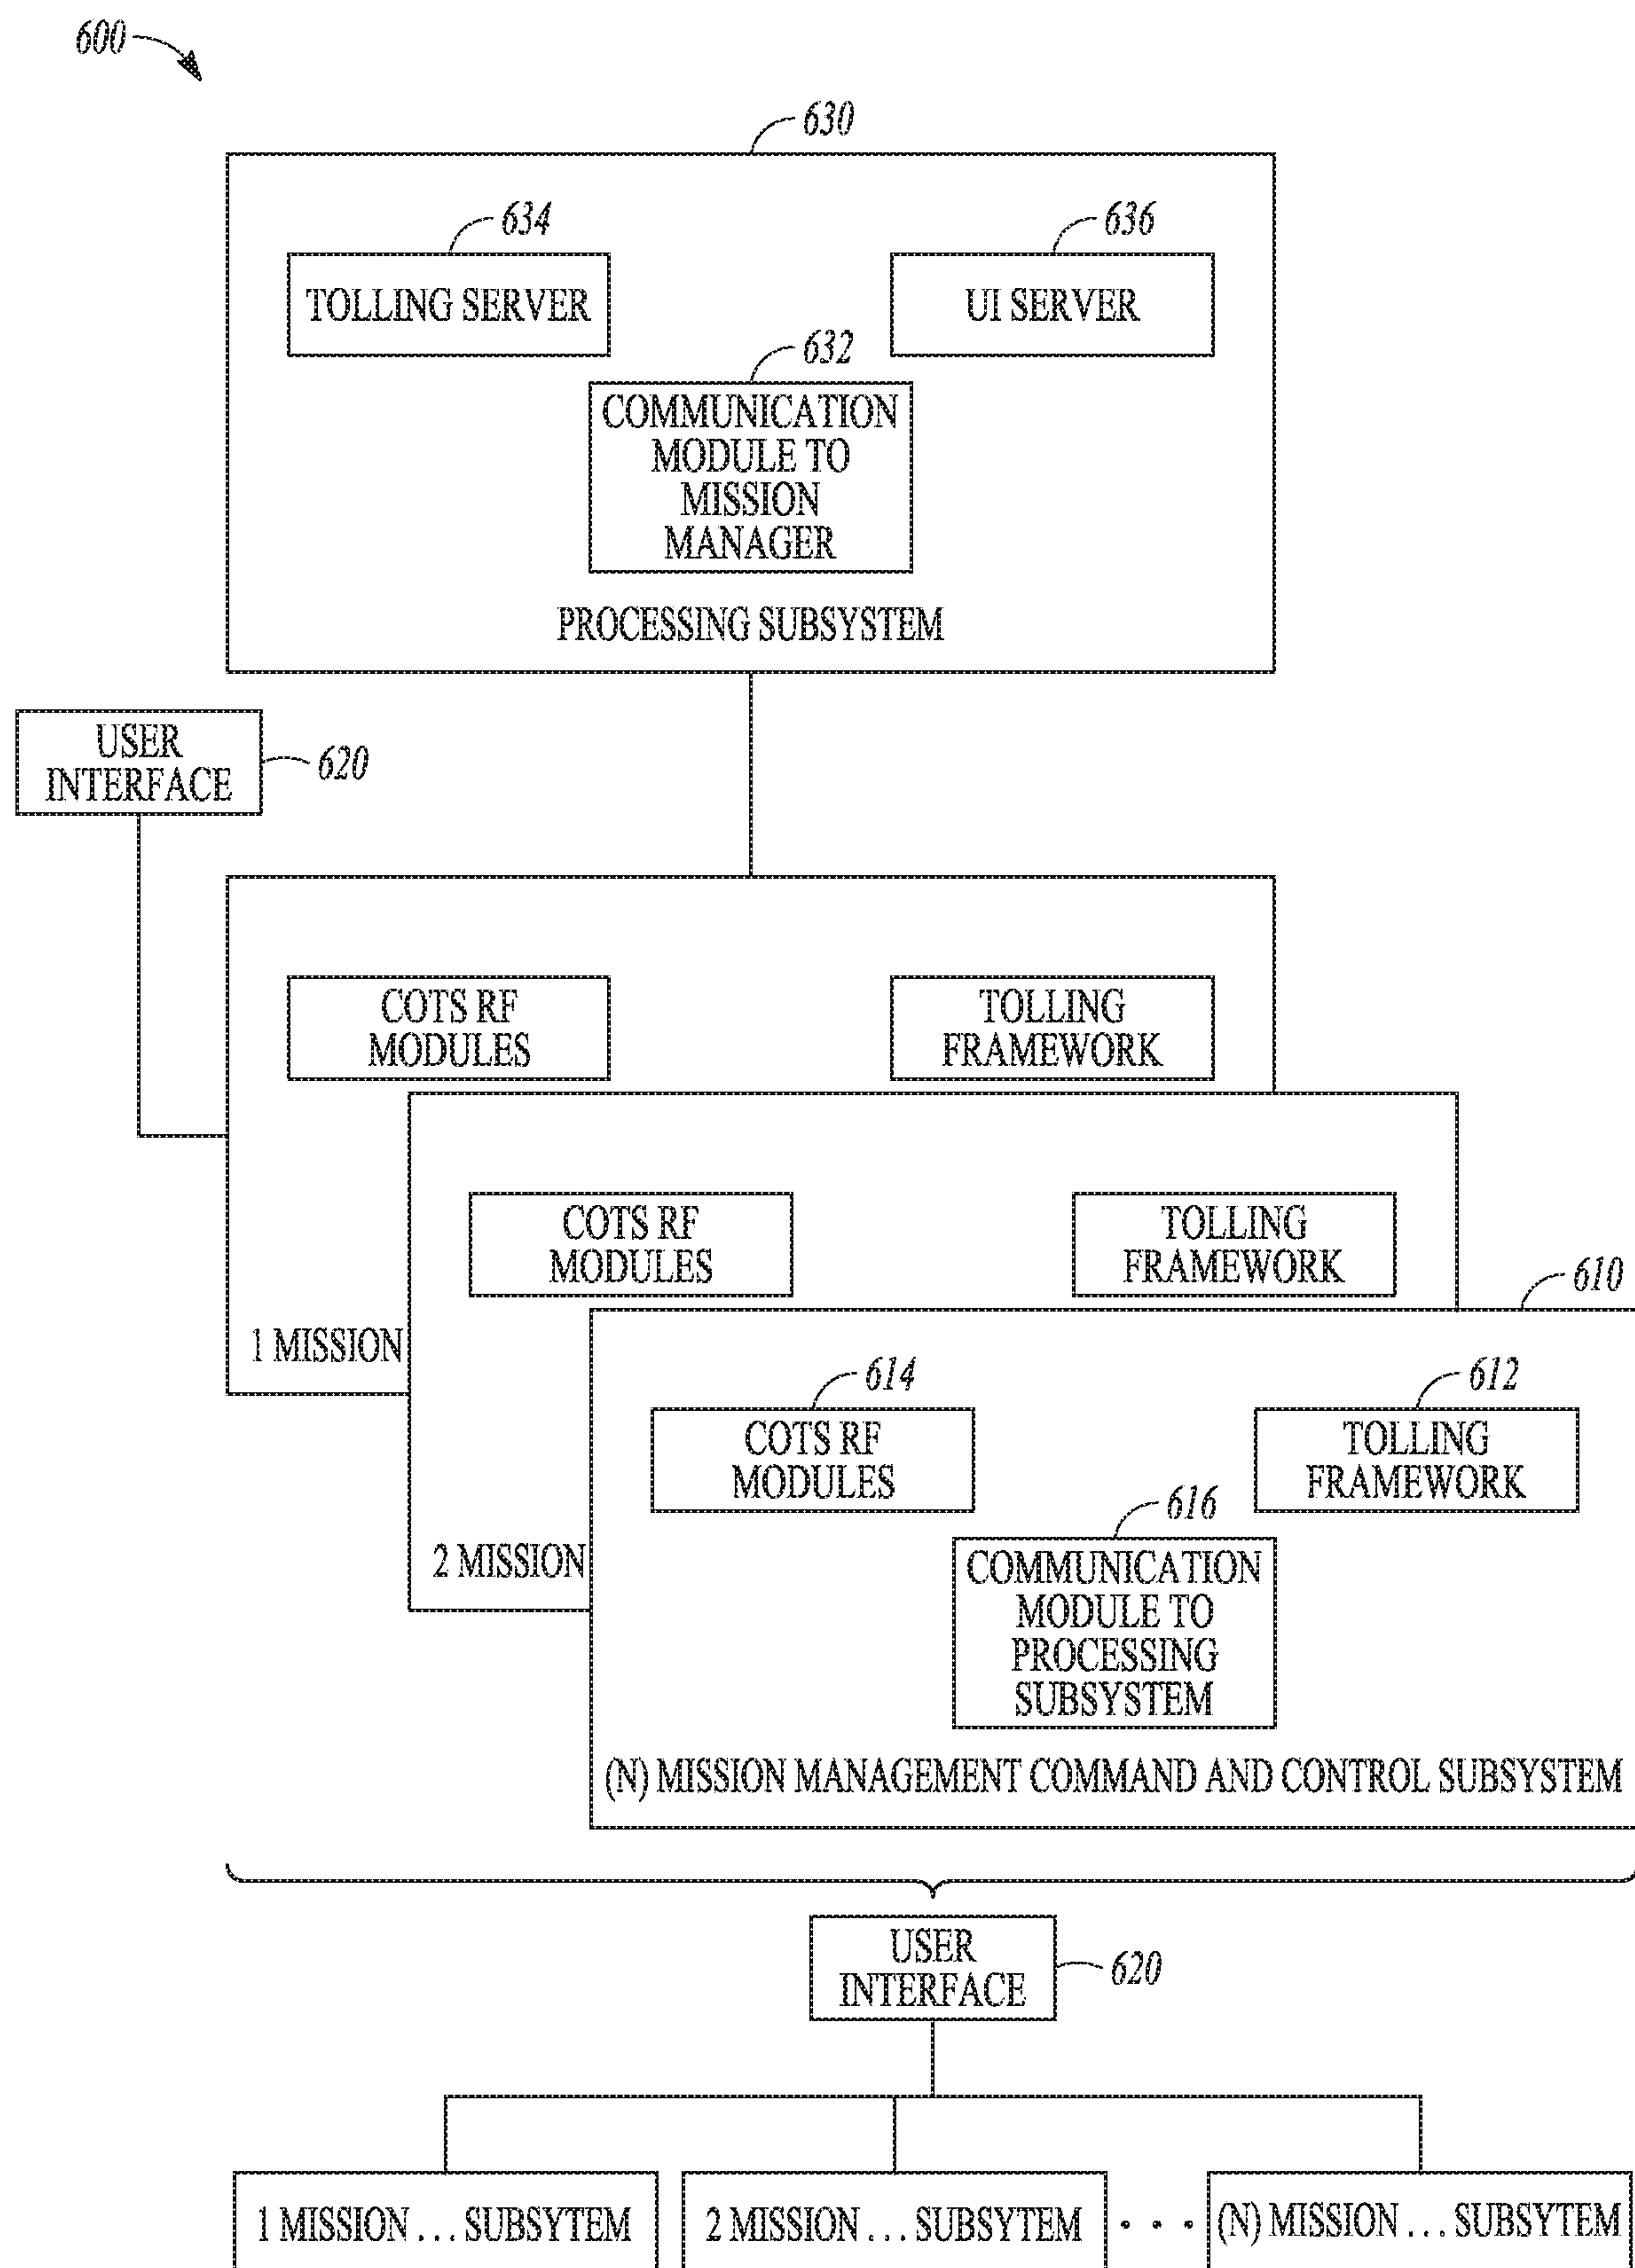 600
630
634
636
TOLLING SERVER
UI SERVER
632
COMMUNICATION
MODULE TO
MISSION
MANAGER
PROCESSING SUBSYSTEM
USER
INTERFACE
620
COTS RF
MODULES
TOLLING
FRAMEWORK
COTS RF
MODULES
TOLLING
FRAMEWORK
610
1 MISSION
614
612
COTS RF
MODULES
TOLLING
FRAMEWORK
616
2 MISSION
COMMUNICATION
MODULE TO
PROCESSING
SUBSYSTEM
(N) MISSION MANAGEMENT COMMAND AND CONTROL SUBSYSTEM
USER
INTERFACE
620
1 MISSION ... SUBSYTEM
2 MISSION ... SUBSYTEM
• • •
(N) MISSION ... SUBSYTEM